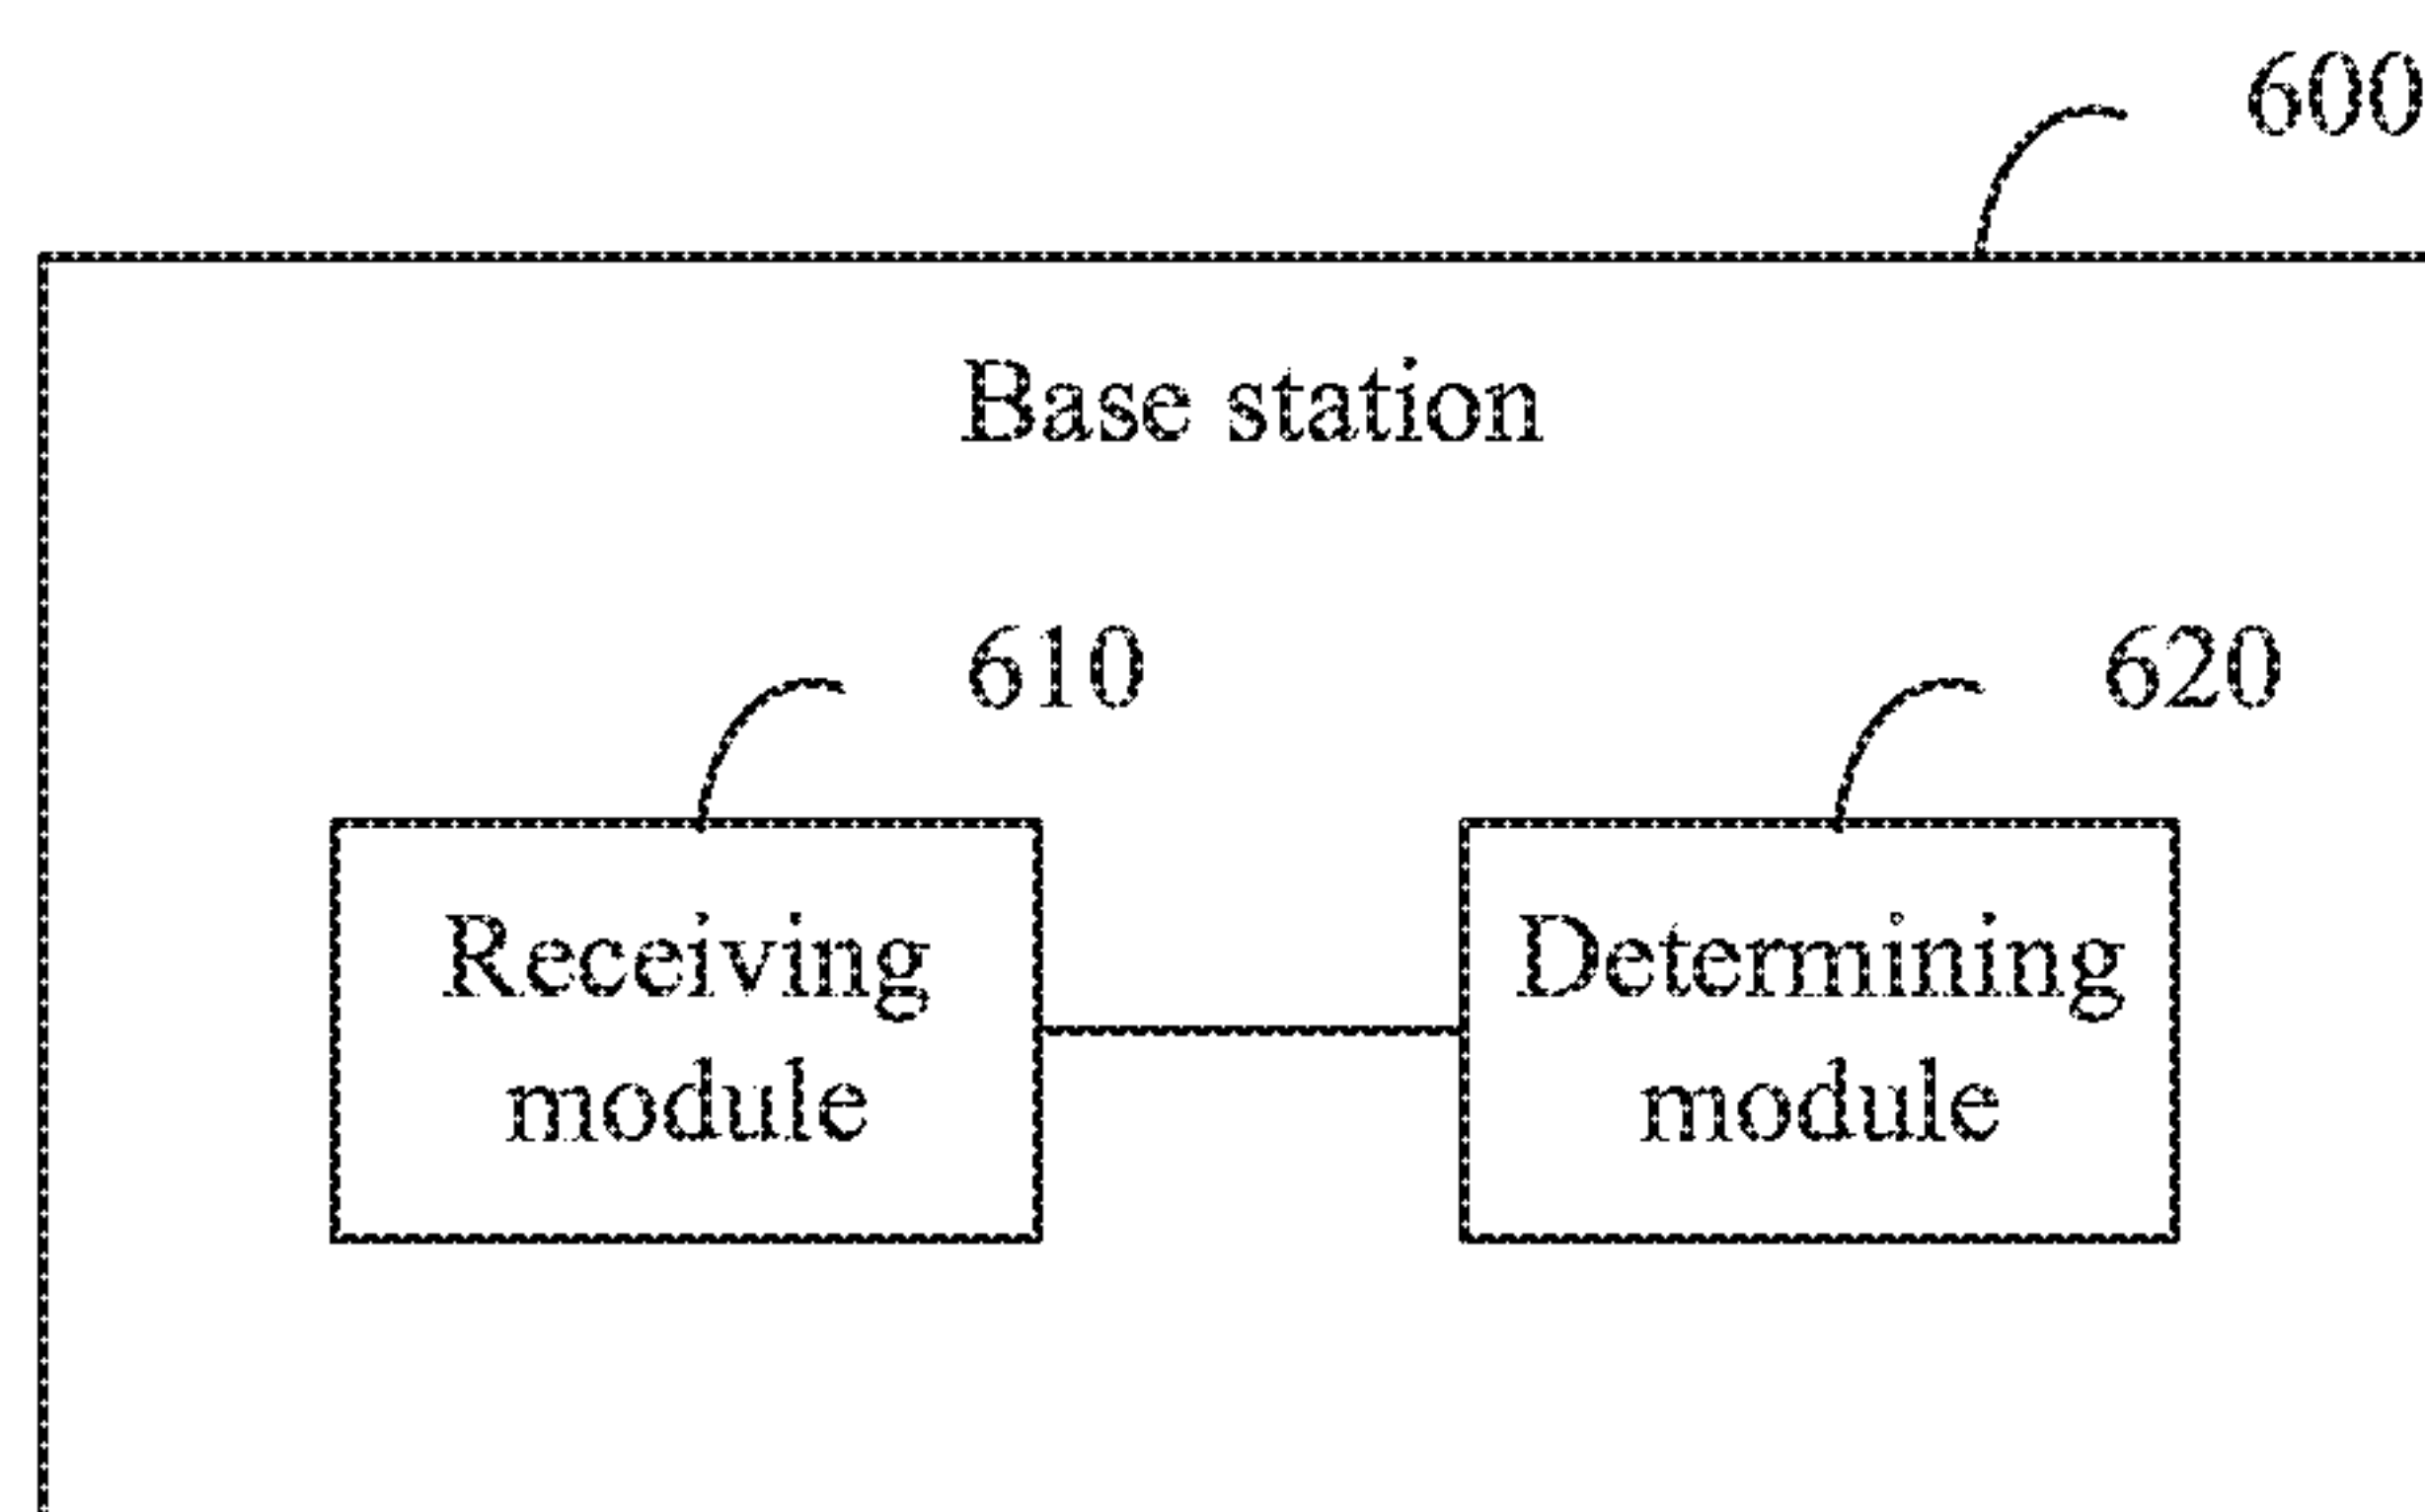 600
Base station
610
620
Receiving
module
Determining
module